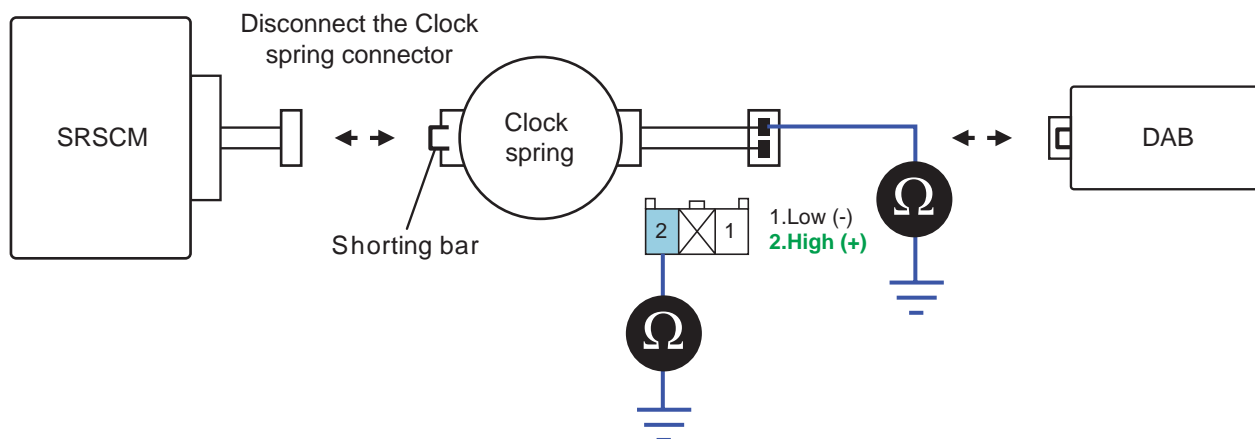 Disconnect the Clock
spring connector
SRSCM
Clock
spring
DAB
Shorting bar
Ω
2
1
1.Low (-)
2.High (+)
Ω